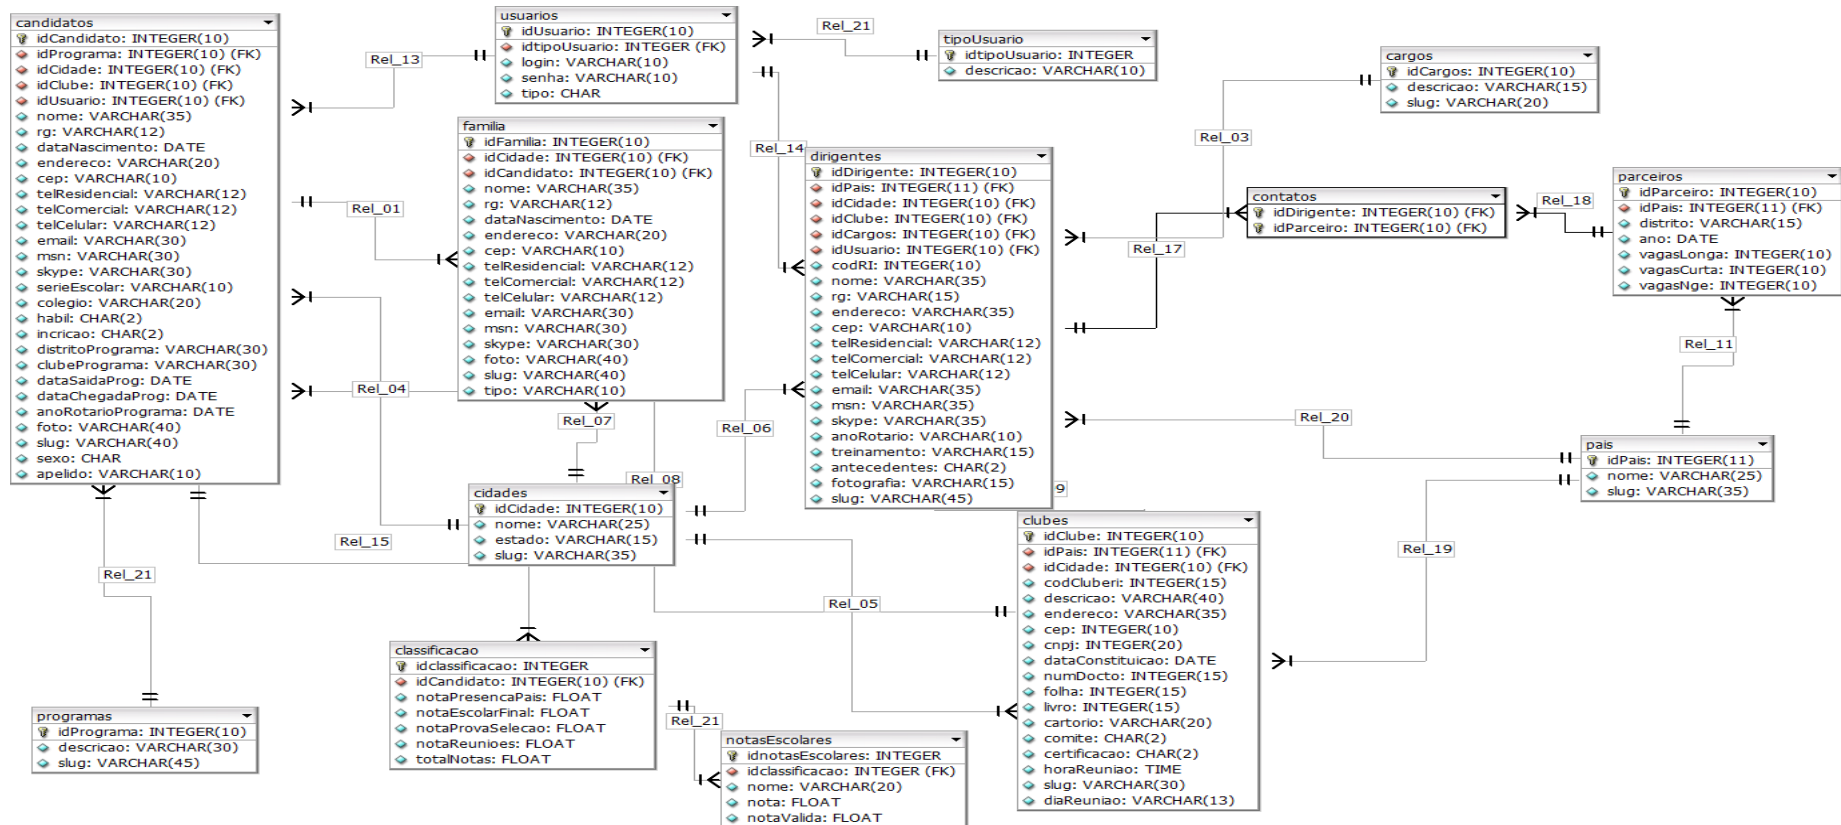 candidatos
idCandidato: INTEGER(10)
idPrograma: INTEGER(10) (FK)
idCidade: INTEGER(10) (FK)
idClube: INTEGER(10) (FK)
idUsuario: INTEGER(10) (FK)
nome: VARCHAR(35)
rg: VARCHAR(12)
dataNascimento: DATE
endereco: VARCHAR(20)
cep: VARCHAR(10)
telResidencial: VARCHAR(12)
telComercial: VARCHAR(12)
telCelular: VARCHAR(12)
email: VARCHAR(30)
msn: VARCHAR(30)
skype: VARCHAR(30)
serieEscolar: VARCHAR(10)
colegio: VARCHAR(20)
habil: CHAR(2)
incricao: CHAR(2)
distritoPrograma: VARCHAR(30)
clubePrograma: VARCHAR(30)
dataSaidaProg: DATE
dataChegadaProg: DATE
anoRotarioPrograma: DATE
foto: VARCHAR(40)
slug: VARCHAR(40)
sexo: CHAR
apelido: VARCHAR(10)
Rel_13
usuarios
idUsuario: INTEGER(10)
idtipoUsuario: INTEGER (FK)
login: VARCHAR(10)
senha: VARCHAR(10)
tipo: CHAR
Rel_21
tipoUsuario
idtipoUsuario: INTEGER
descricao: VARCHAR(10)
cargos
idCargos: INTEGER(10)
descricao: VARCHAR(15)
slug: VARCHAR(20)
Rel_03
familia
idFamilia: INTEGER(10)
idCidade: INTEGER(10) (FK)
idCandidato: INTEGER(10) (FK)
nome: VARCHAR(35)
rg: VARCHAR(12)
dataNascimento: DATE
endereco: VARCHAR(20)
cep: VARCHAR(10)
telResidencial: VARCHAR(12)
telComercial: VARCHAR(12)
telCelular: VARCHAR(12)
email: VARCHAR(30)
msn: VARCHAR(30)
skype: VARCHAR(30)
foto: VARCHAR(40)
slug: VARCHAR(40)
tipo: VARCHAR(10)
Rel_01
Rel_14
dirigentes
idDirigente: INTEGER(10)
idPais: INTEGER(11) (FK)
idCidade: INTEGER(10) (FK)
idClube: INTEGER(10) (FK)
idCargos: INTEGER(10) (FK)
idUsuario: INTEGER(10) (FK)
codRI: INTEGER(10)
nome: VARCHAR(35)
rg: VARCHAR(15)
endereco: VARCHAR(35)
cep: VARCHAR(10)
telResidencial: VARCHAR(12)
telComercial: VARCHAR(12)
telCelular: VARCHAR(12)
email: VARCHAR(35)
msn: VARCHAR(35)
skype: VARCHAR(35)
anoRotario: VARCHAR(10)
treinamento: VARCHAR(15)
antecedentes: CHAR(2)
fotografia: VARCHAR(15)
slug: VARCHAR(45)
contatos
idDirigente: INTEGER(10) (FK)
idParceiro: INTEGER(10) (FK)
Rel_17
Rel_18
parceiros
idParceiro: INTEGER(10)
idPais: INTEGER(11) (FK)
distrito: VARCHAR(15)
ano: DATE
vagasLonga: INTEGER(10)
vagasCurta: INTEGER(10)
vagasNge: INTEGER(10)
Rel_11
Rel_04
Rel_07
Rel_06
Rel_20
pais
idPais: INTEGER(11)
nome: VARCHAR(25)
slug: VARCHAR(35)
Rel_08
9
cidades
idCidade: INTEGER(10)
nome: VARCHAR(25)
estado: VARCHAR(15)
slug: VARCHAR(35)
Rel_15
Rel_21
Rel_05
Rel_19
clubes
idClube: INTEGER(10)
idPais: INTEGER(11) (FK)
idCidade: INTEGER(10) (FK)
codCluberi: INTEGER(15)
descricao: VARCHAR(40)
endereco: VARCHAR(35)
cep: INTEGER(10)
cnpj: INTEGER(20)
dataConstituicao: DATE
numDocto: INTEGER(15)
folha: INTEGER(15)
livro: INTEGER(15)
cartorio: VARCHAR(20)
comite: CHAR(2)
certificacao: CHAR(2)
horaReuniao: TIME
slug: VARCHAR(30)
diaReuniao: VARCHAR(13)
classificacao
idclassificacao: INTEGER
idCandidato: INTEGER(10) (FK)
notaPresencaPais: FLOAT
notaEscolarFinal: FLOAT
notaProvaSelecao: FLOAT
notaReunioes: FLOAT
totalNotas: FLOAT
Rel_21
programas
idPrograma: INTEGER(10)
descricao: VARCHAR(30)
slug: VARCHAR(45)
notasEscolares
idnotasEscolares: INTEGER
idclassificacao: INTEGER (FK)
nome: VARCHAR(20)
nota: FLOAT
notaValida: FLOAT